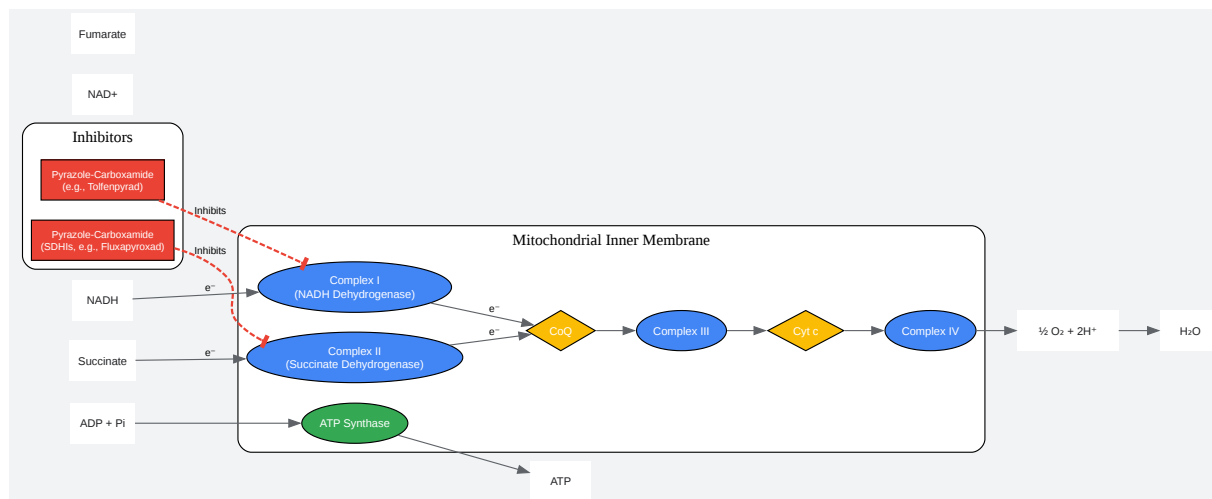 Fumarate
NAD+
Inhibitors
Pyrazole-Carboxamide
(e.g., Tolfenpyrad)
Inhibits
Pyrazole-Carboxamide
(SDHIs, e.g., Fluxapyroxad)
Inhibits
Mitochondrial Inner Membrane
NADH
e⁻
Complex I
(NADH Dehydrogenase)
e⁻
Succinate
e⁻
Complex II
(Succinate Dehydrogenase)
e⁻
CoQ
Complex III
Cyt c
Complex IV
½ O₂ + 2H⁺
H₂O
ADP + Pi
ATP Synthase
ATP